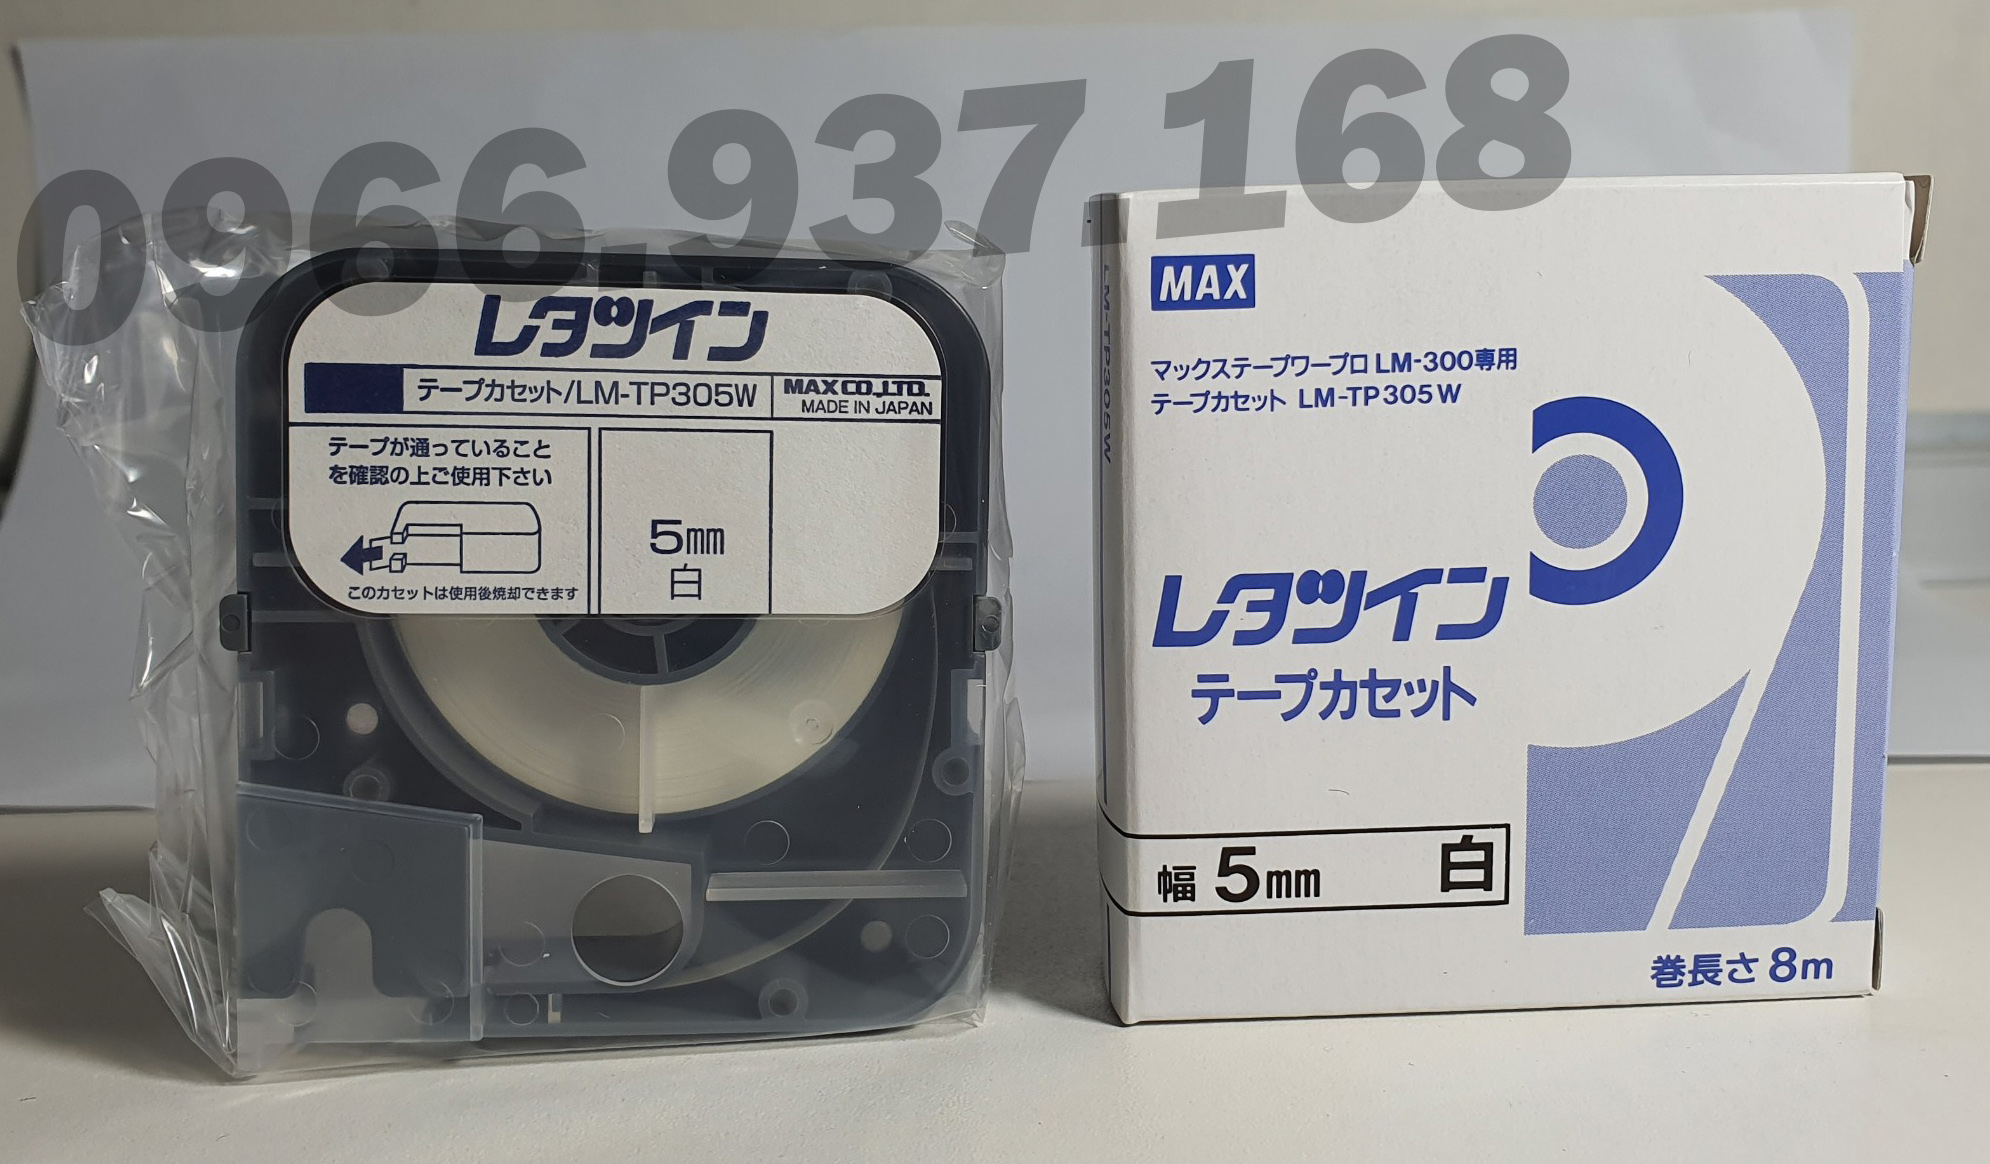 0966.937.168
レタツイン
テープカセット/LM-TP305W
MAX CO.,LTD.
MADE IN JAPAN
テープが通っていること
を確認の上ご使用下さい
このカセットは使用後焼却できます
5mm
白
LM-TP305W
MAX
マックステープワープロ LM-300専用
テープカセット LM-TP305W
レタツイン
テープカセット
幅 5mm 白
巻長さ 8m